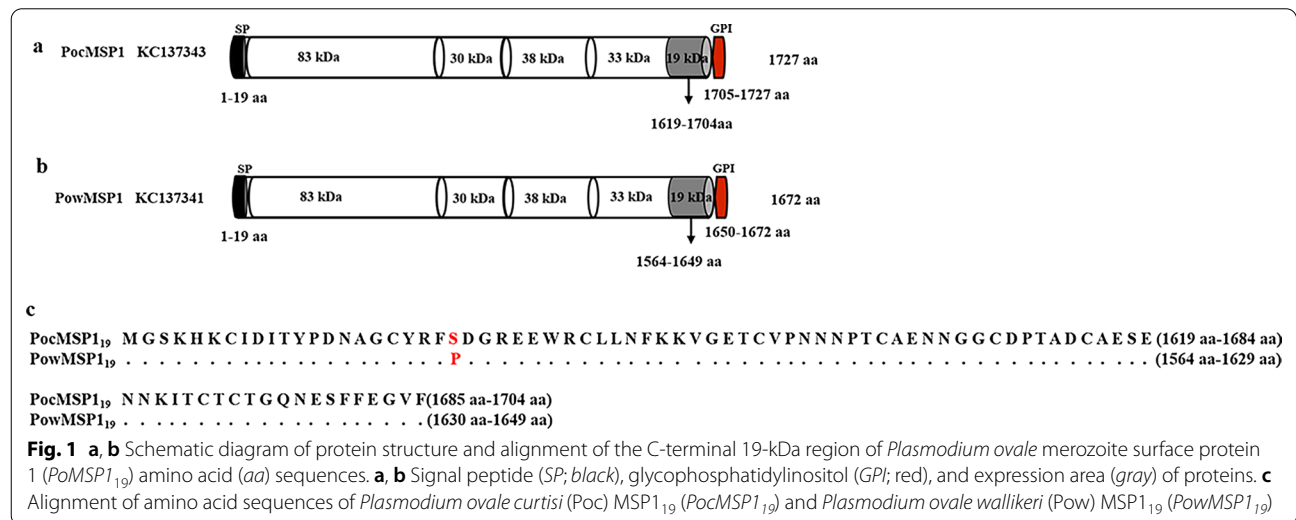 SP
GPI
a PocMSP1 KC137343
83 kDa 30 kDa 38 kDa 33 kDa 19 kDa
1727 aa
1-19 aa
1705-1727 aa
1619-1704aa
b
SP
GPI
PowMSP1 KC137341
83 kDa 30 kDa 38 kDa 33 kDa 19 kDa
1672 aa
1-19 aa
1650-1672 aa
1564-1649 aa
c
PocMSP1₁₉ M G S K H K C I D I T Y P D N A G C Y R F S D G R E E W R C L L N F K K V G E T C V P N N N P T C A E N N G G C D P T A D C A E S E (1619 aa-1684 aa)
PowMSP1₁₉ . . . . . . . . . . . . . . . . . . . . . P . . . . . . . . . . . . . . . . . . . . . . . . . . . . . . . . . . . . . . . . . . . . (1564 aa-1629 aa)
PocMSP1₁₉ N N K I T C T C T G Q N E S F F E G V F(1685 aa-1704 aa)
PowMSP1₁₉ . . . . . . . . . . . . . . . . . . . . (1630 aa-1649 aa)
Fig. 1 a, b Schematic diagram of protein structure and alignment of the C-terminal 19-kDa region of Plasmodium ovale merozoite surface protein
1 (PoMSP1₁₉) amino acid (aa) sequences. a, b Signal peptide (SP; black), glycophosphatidylinositol (GPI; red), and expression area (gray) of proteins. c
Alignment of amino acid sequences of Plasmodium ovale curtisi (Poc) MSP1₁₉ (PocMSP1₁₉) and Plasmodium ovale wallikeri (Pow) MSP1₁₉ (PowMSP1₁₉)